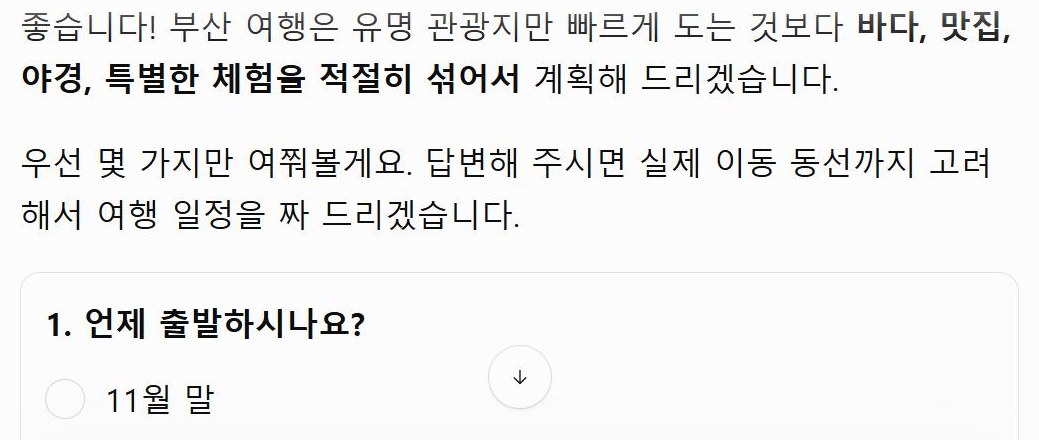 좋습니다! 부산 여행은 유명 관광지만 빠르게 도는 것보다 바다, 맛집,
야경, 특별한 체험을 적절히 섞어서 계획해 드리겠습니다.
우선 몇 가지만 여쭤볼게요. 답변해 주시면 실제 이동 동선까지 고려
해서 여행 일정을 짜 드리겠습니다.
1. 언제 출발하시나요?
11월 말